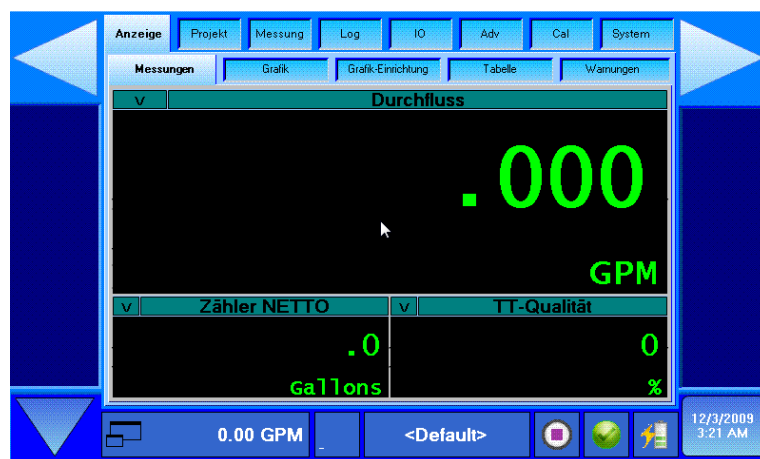 Anzeige Projekt Messung Log IO Adv Cal System
Messungen Grafik Grafik-Einrichtung Tabelle Warnungen
V Durchfluss
.000
GPM
V Zähler NETTO V TT-Qualität
.0 0
Gallons %
0.00 GPM _ <Default>
12/3/2009
3:21 AM